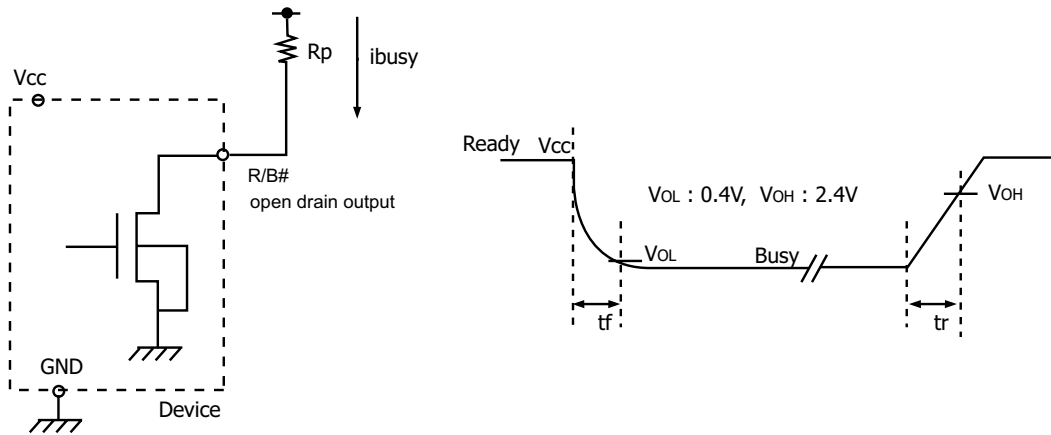 Rp
ibusy
Vcc
R/B#
open drain output
GND
Device
Ready Vcc
VOL : 0.4V, VOH : 2.4V
VOH
VOL
Busy
tf
tr